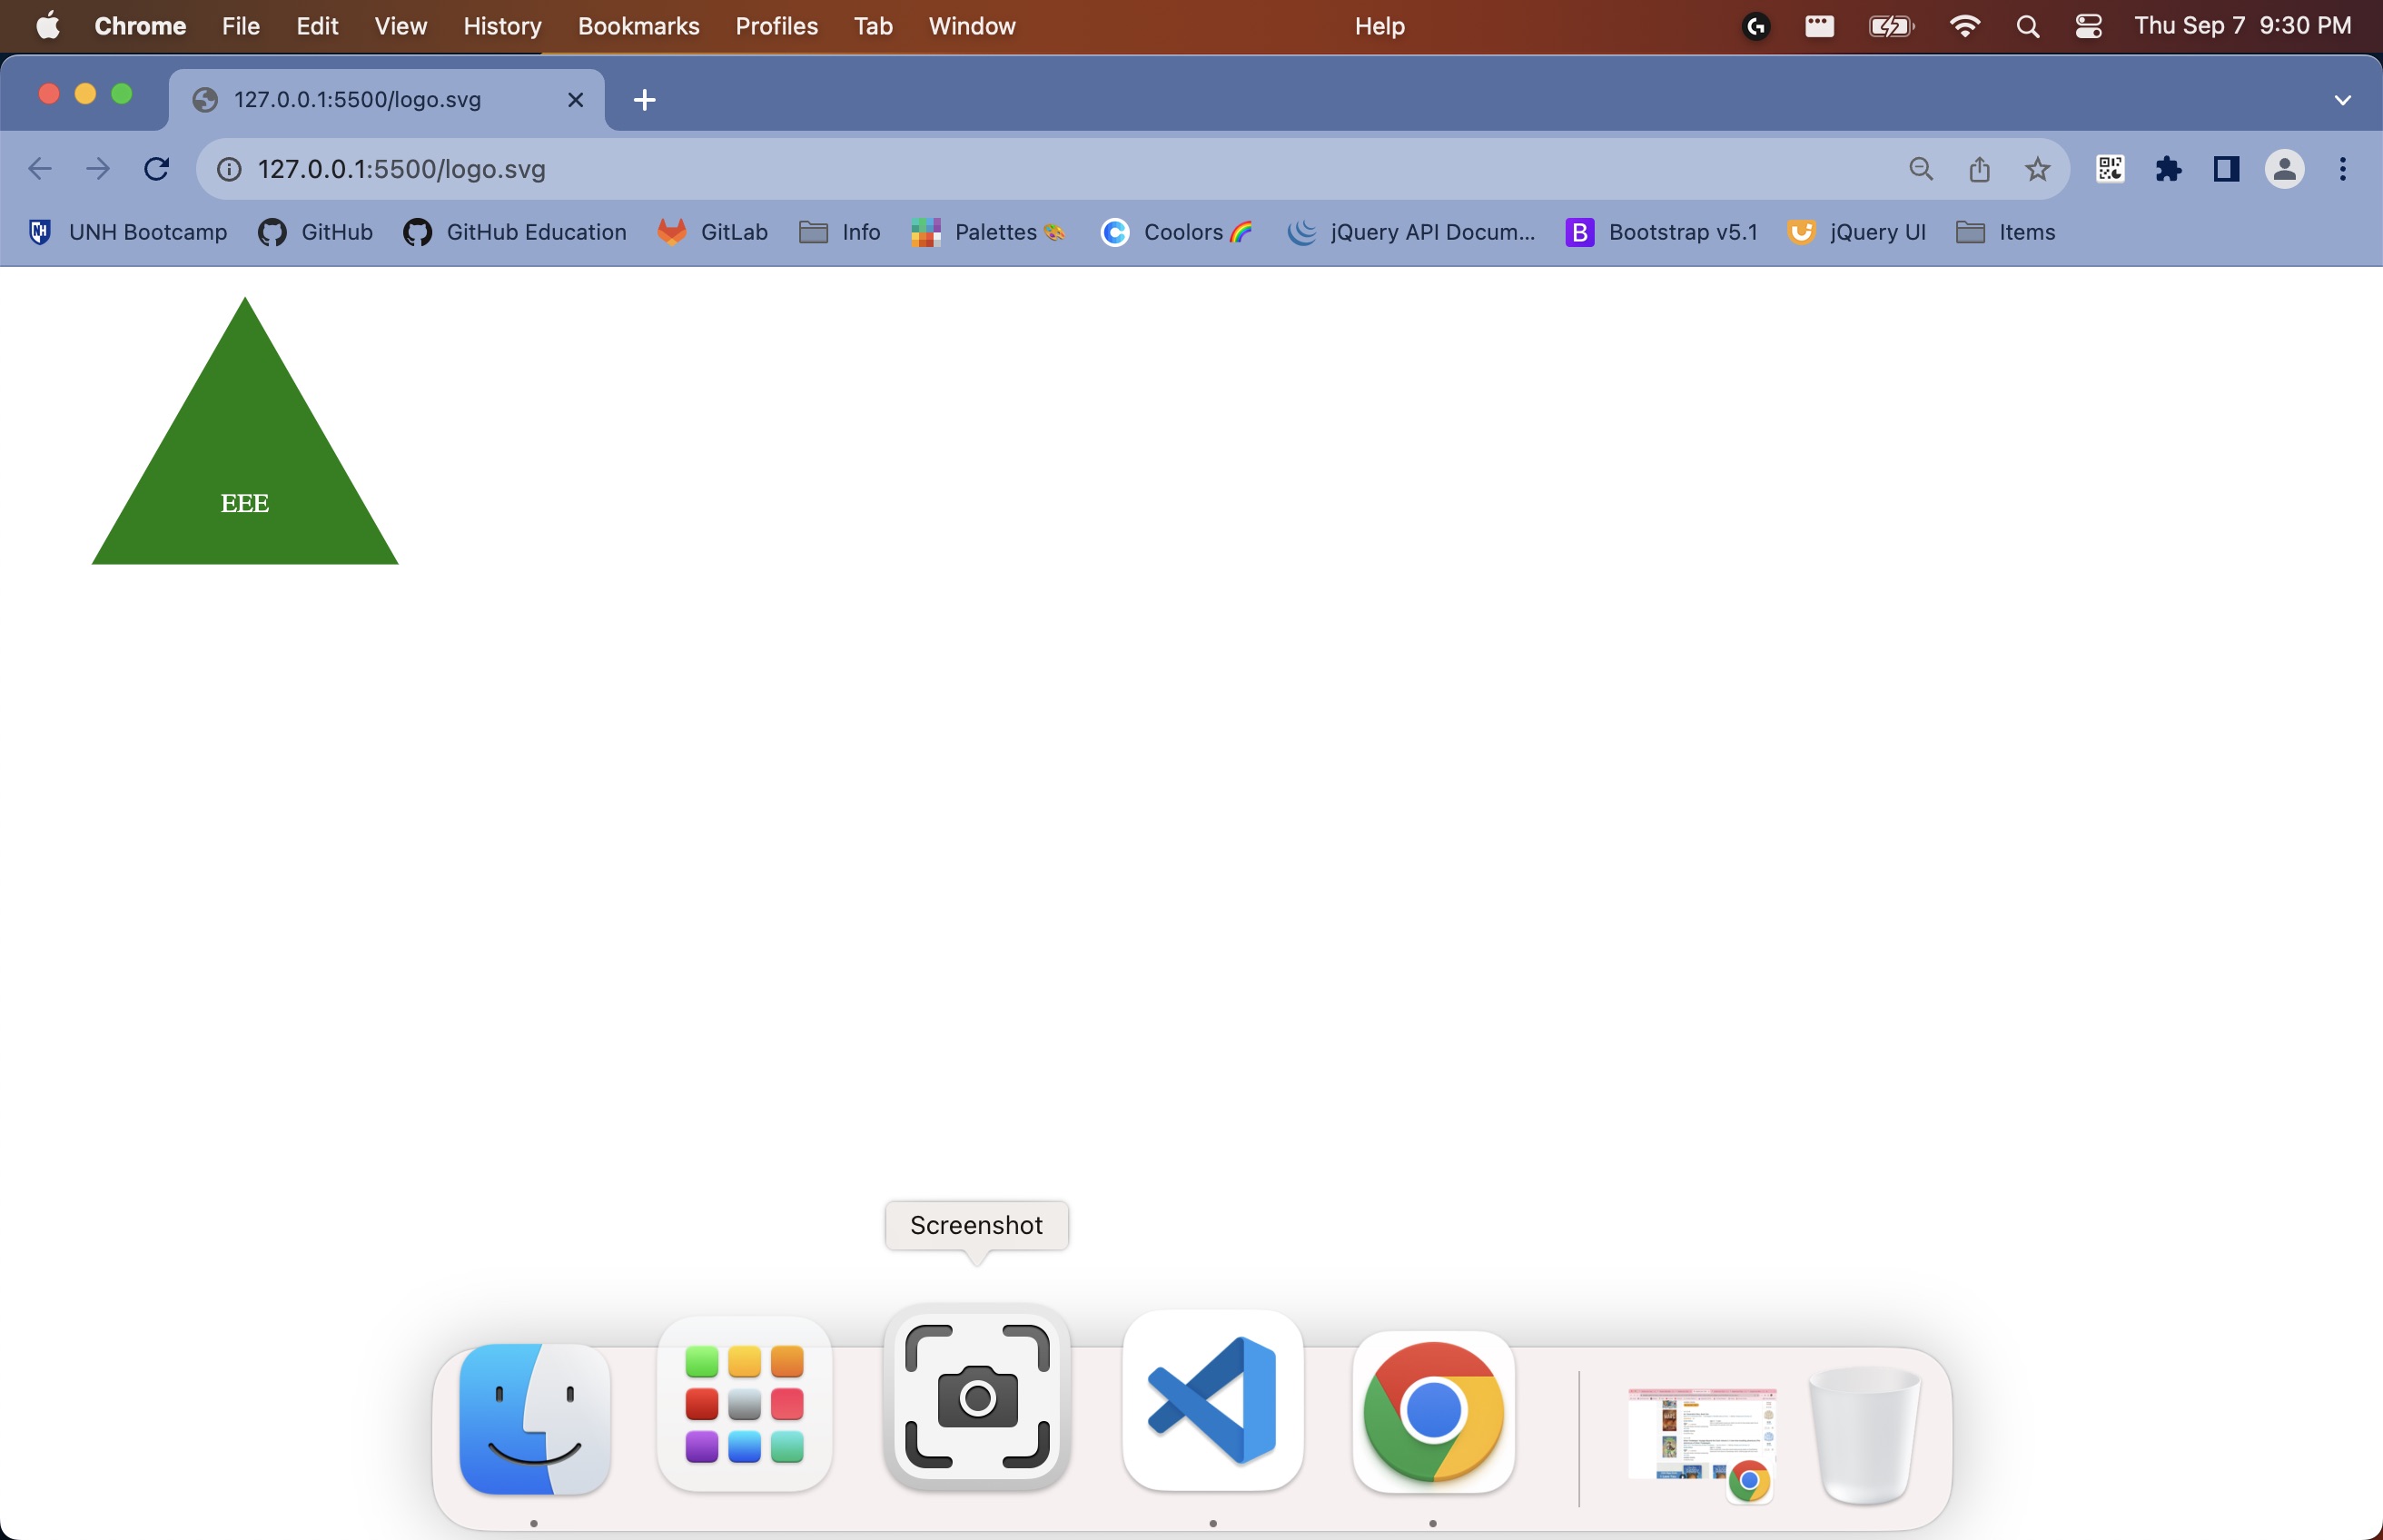 Chrome File Edit View History Bookmarks Profiles Tab Window Help Thu Sep 7 9:30 PM
127.0.0.1:5500/logo.svg
127.0.0.1:5500/logo.svg
UNH Bootcamp GitHub GitHub Education GitLab Info Palettes🎨 Coolors🌈 jQuery API Docum... B Bootstrap v5.1 jQuery UI Items
EEE
Screenshot